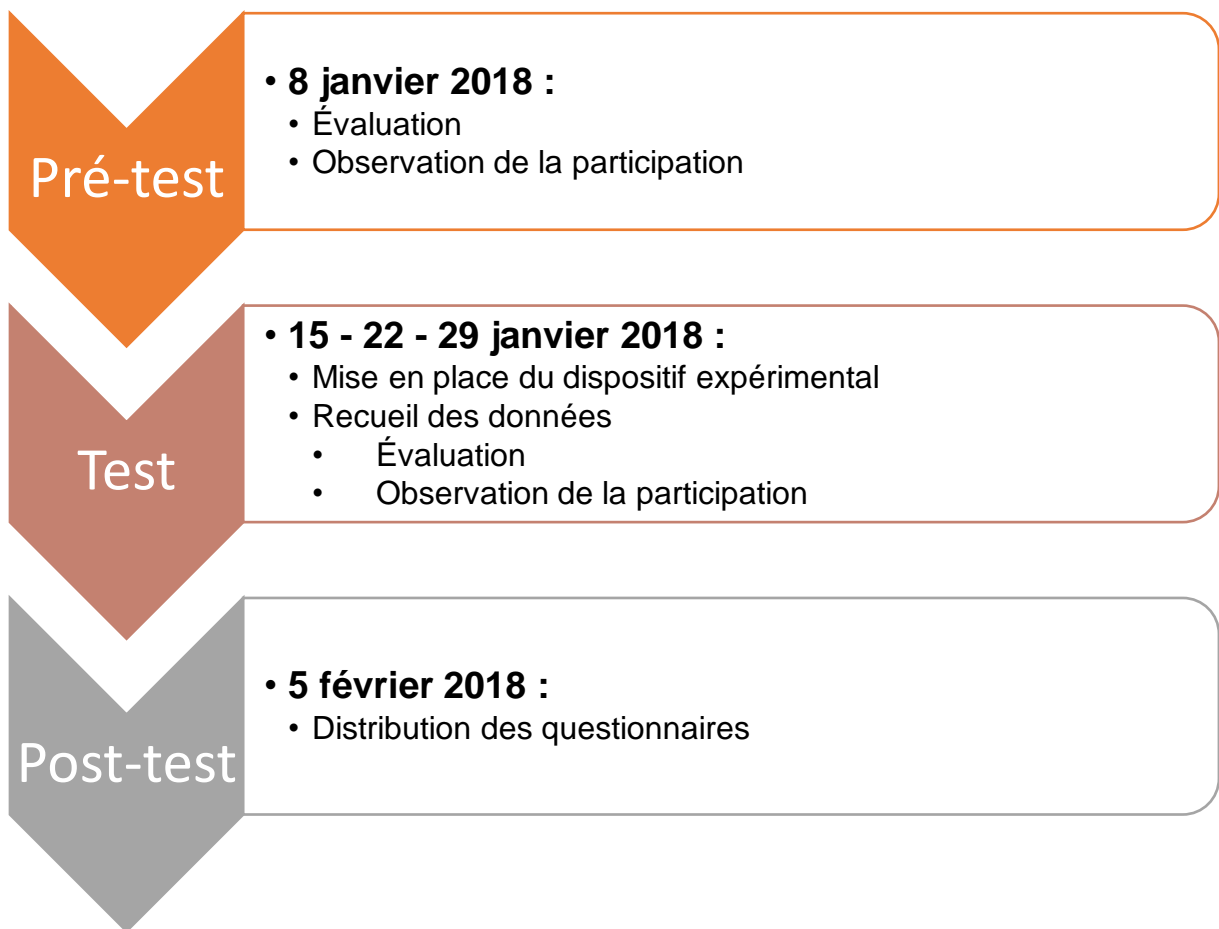 Pré-test
• 8 janvier 2018 :
• Évaluation
• Observation de la participation
Test
• 15 - 22 - 29 janvier 2018 :
• Mise en place du dispositif expérimental
• Recueil des données
• Évaluation
• Observation de la participation
Post-test
• 5 février 2018 :
• Distribution des questionnaires